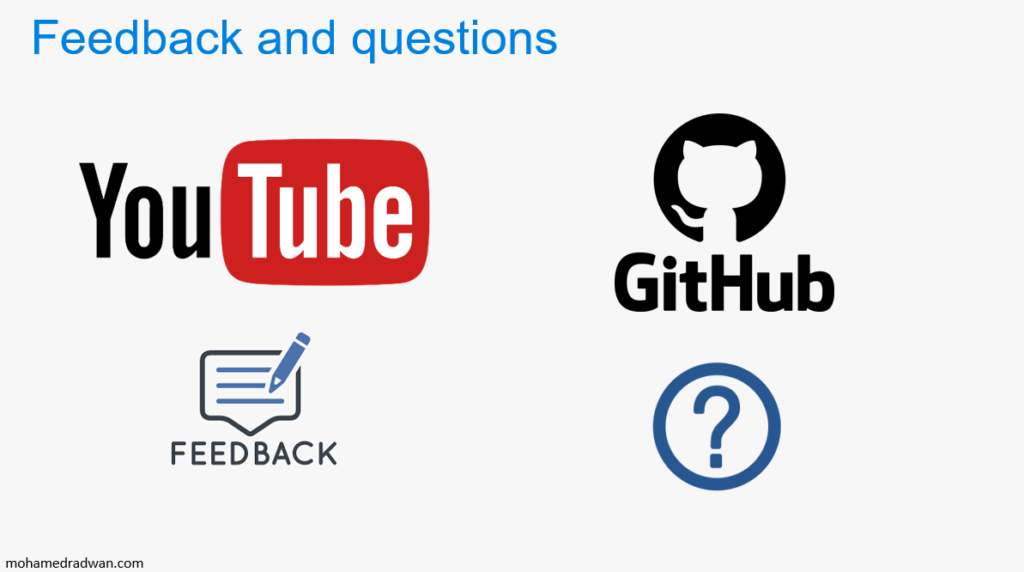 Feedback and questions
YouTube
GitHub
FEEDBACK
?
mohamedradwan.com